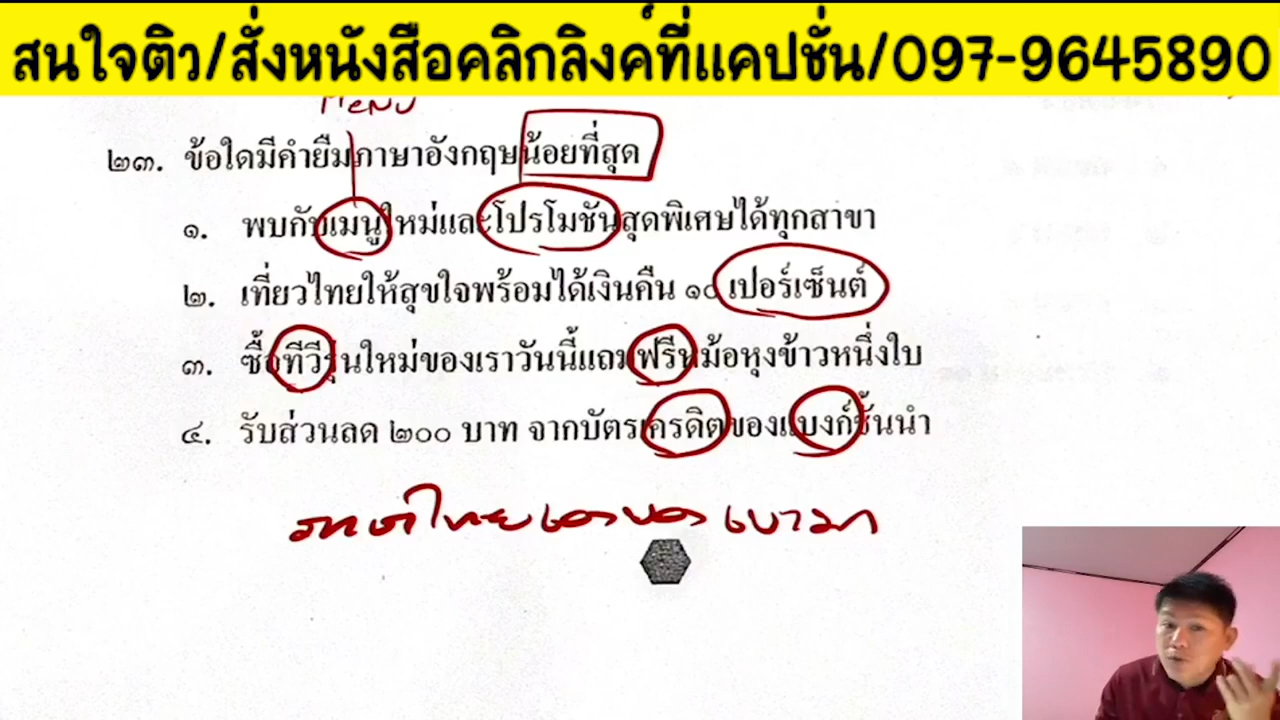 สนใจติว/สั่งหนังสือคลิกลิงค์ที่แคปชั่น/097-9645890
MENU
๒๓. ข้อใดมีคำยืมภาษาอังกฤษน้อยที่สุด
๑. พบกับเมนูใหม่และโปรโมชันสุดพิเศษได้ทุกสาขา
๒. เที่ยวไทยให้สุขใจพร้อมได้เงินคืน ๑๐ เปอร์เซ็นต์
๓. ซื้อทีวีรุ่นใหม่ของเราวันนี้แถมฟรีหม้อหุงข้าวหนึ่งใบ
๔. รับส่วนลด ๒๐๐ บาท จากบัตรเครดิตของแบงก์ชั้นนำ